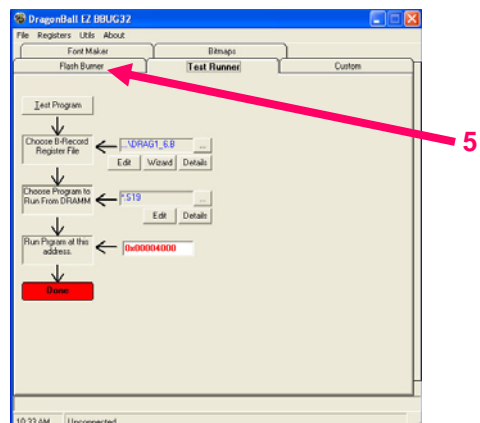 DragonBall EZ BBUG32
File Registers Utils About
Font Maker Bitmaps
Flash Burner Test Runner Custom
Test Program
Choose B-Record
Register File
...\DRAG1_6.B ...
Edit Wizard Details
Choose Program to
Run From DRAMM
*.S19 ...
Edit Details
Run Prgram at this
address.
0x00004000
Done
10:33 AM Unconnected
5